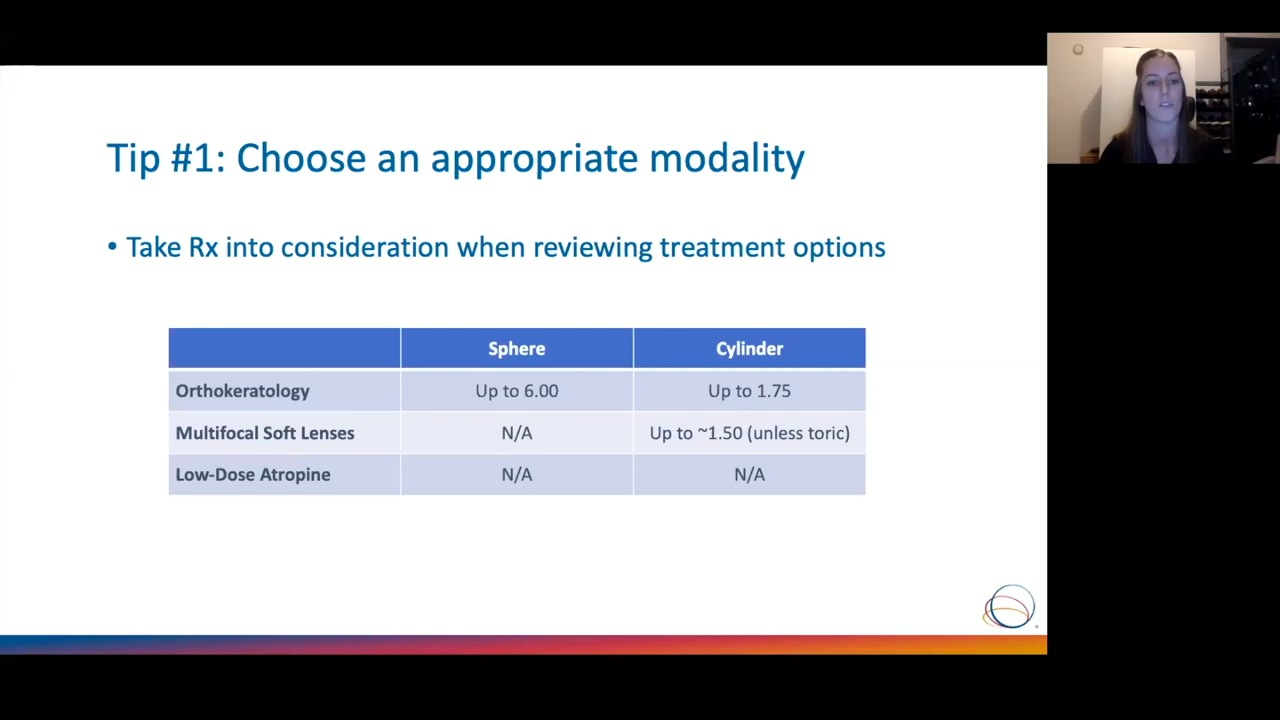 Tip #1: Choose an appropriate modality
• Take Rx into consideration when reviewing treatment options
Sphere Cylinder
Orthokeratology Up to 6.00 Up to 1.75
Multifocal Soft Lenses N/A Up to ~1.50 (unless toric)
Low-Dose Atropine N/A N/A